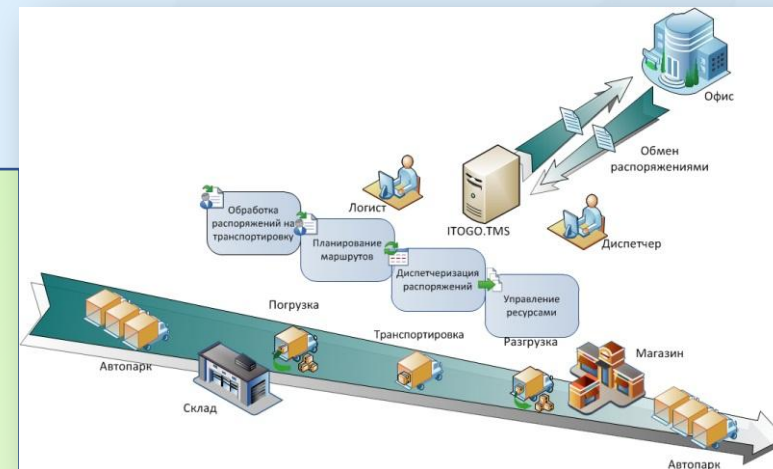 Офис
Обмен
распоряжениями
Логист
ITOGO.TMS
Диспетчер
Обработка
распоряжений на
транспортировку
Планирование
маршрутов
Диспетчеризация
распоряжений
Управление
ресурсами
Погрузка
Транспортировка
Разгрузка
Магазин
Автопарк
Склад
Автопарк